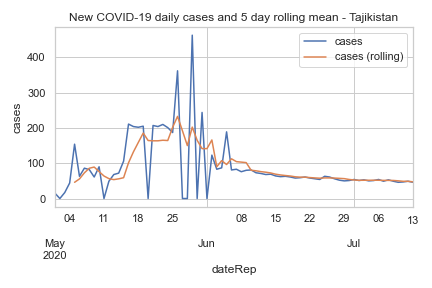 New COVID-19 daily cases and 5 day rolling mean - Tajikistan
cases
cases (rolling)
400
300
200
100
0
cases
04 11 18 25 08 15 22 29 06 13
May Jun Jul
2020
dateRep